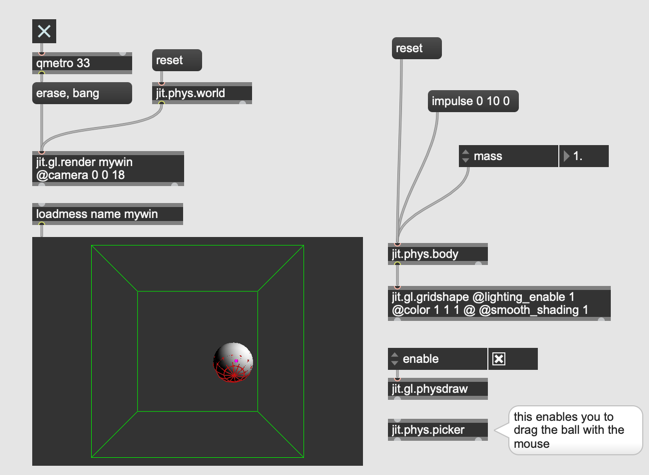 qmetro 33
reset
erase, bang
jit.phys.world
jit.gl.render mywin
@camera 0 0 18
loadmess name mywin
reset
impulse 0 10 0
mass
1.
jit.phys.body
jit.gl.gridshape @lighting_enable 1
@color 1 1 1 @ @smooth_shading 1
enable
jit.gl.physdraw
jit.phys.picker
this enables you to
drag the ball with the
mouse